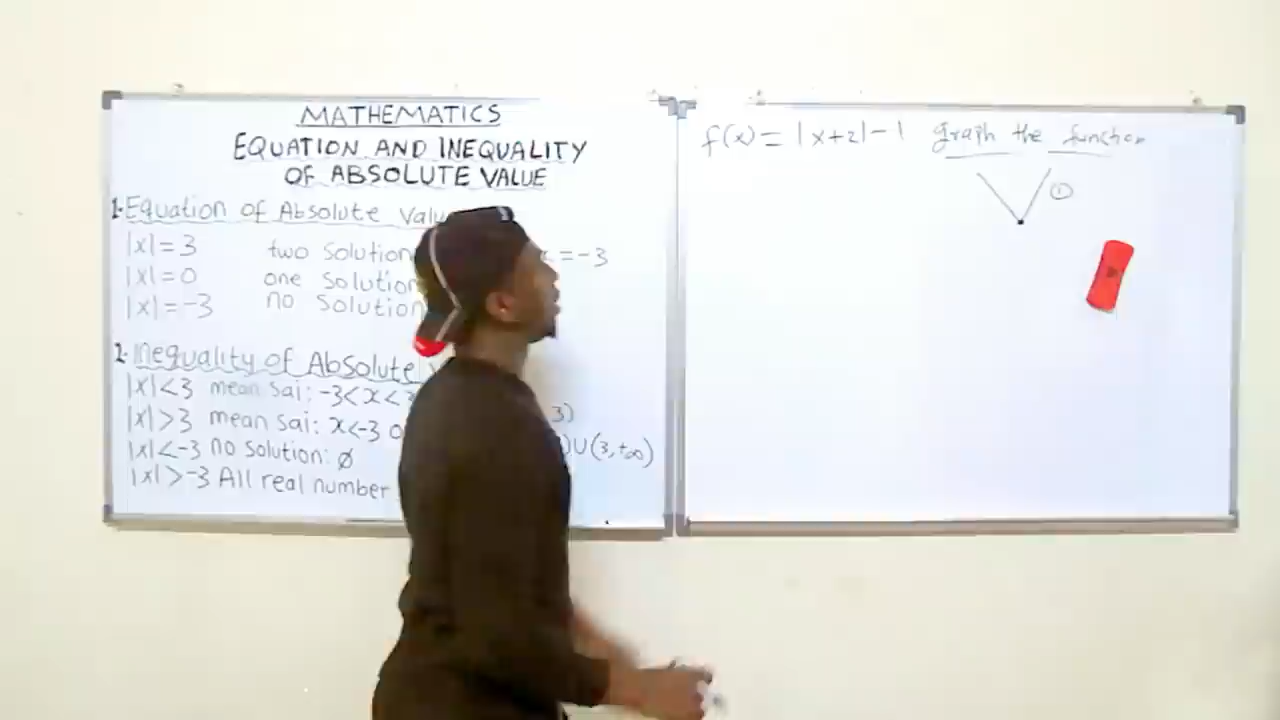 MATHEMATICS
EQUATION AND INEQUALITY
OF ABSOLUTE VALUE
1. Equation of Absolute Valu
|x|=3 two solution =-3
|x|=0 one solution
|x|=-3 no solution
2. Inequality of Absolute
|x|<3 mean sai: -3<x<3 3)
|x|>3 mean sai: x<-3 o )U(3,+∞)
|x|<-3 no solution: ∅
|x|>-3 All real number
f(x) = |x+2|-1 graph the function
①